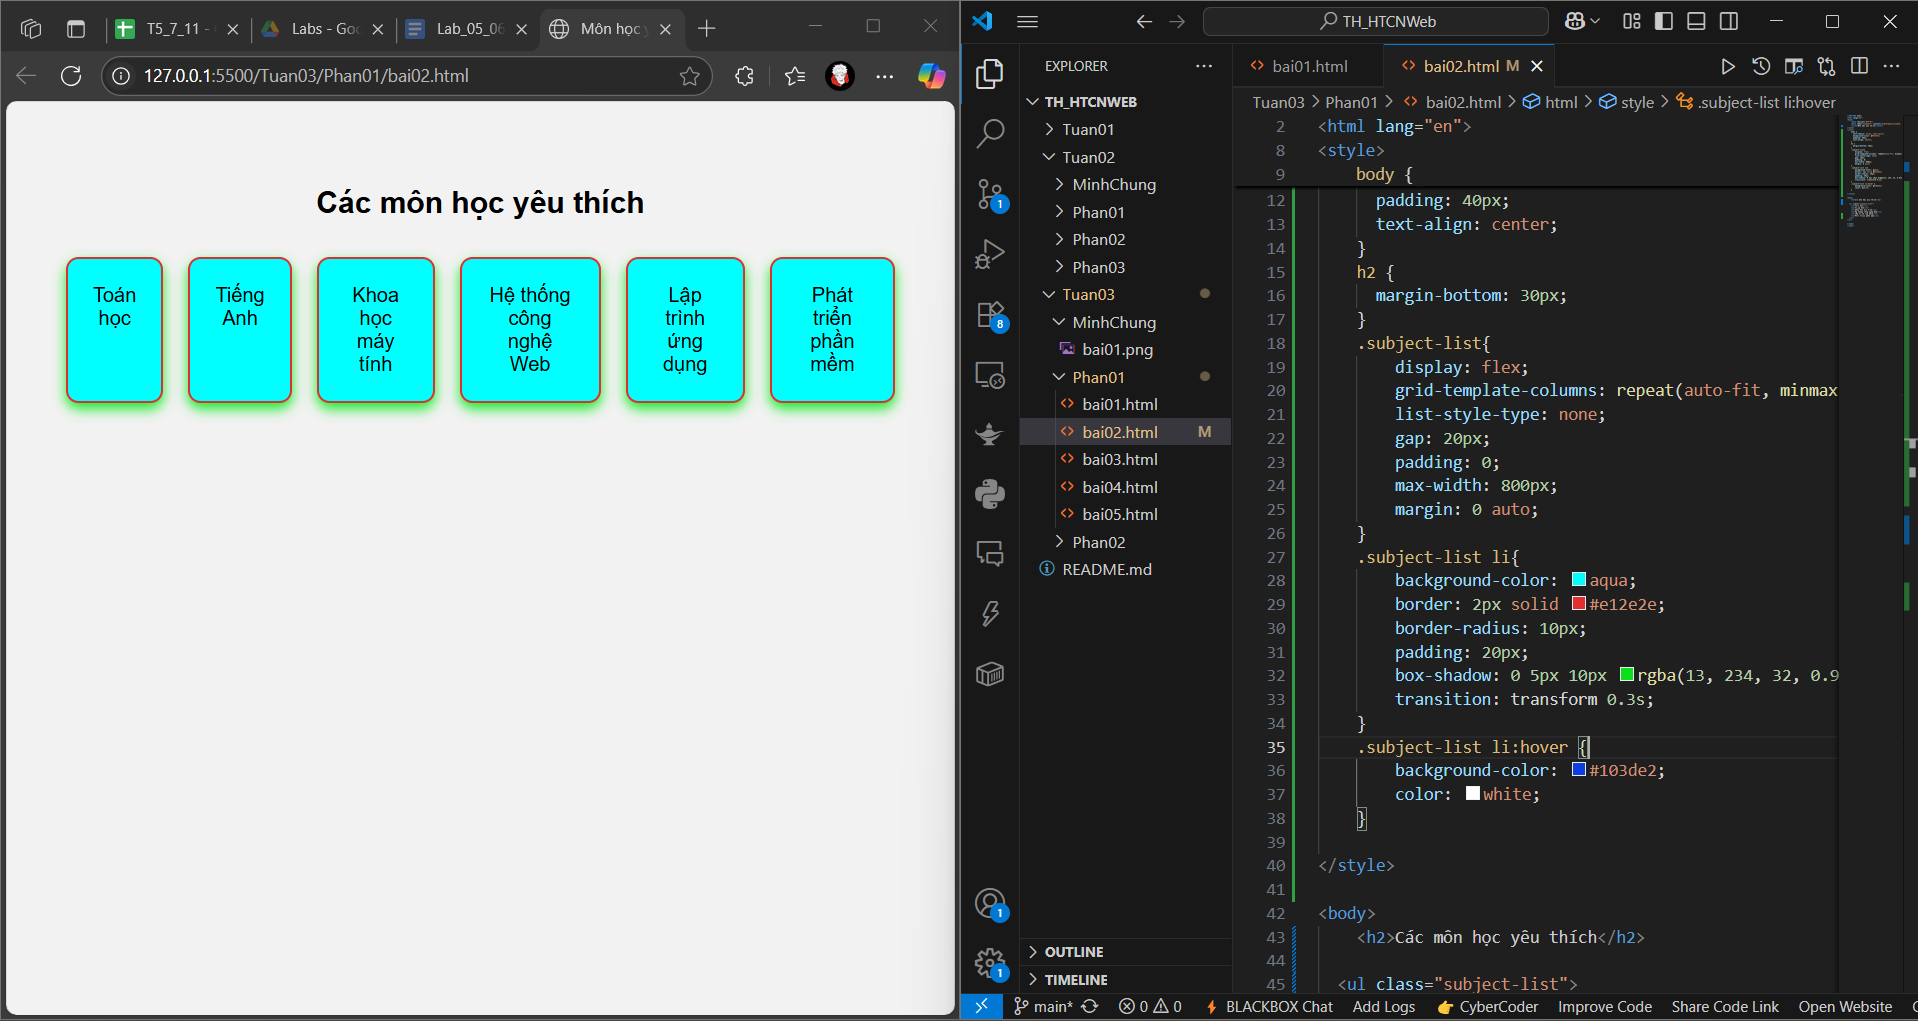 T5_7_11 -
Labs - Goo
Lab_05_06
Môn học y
127.0.0.1:5500/Tuan03/Phan01/bai02.html
Các môn học yêu thích
Toán
học
Tiếng
Anh
Khoa
học
máy
tính
Hệ thống
công
nghệ
Web
Lập
trình
ứng
dụng
Phát
triển
phần
mềm
TH_HTCNWeb
EXPLORER
TH_HTCNWEB
Tuan01
Tuan02
MinhChung
Phan01
Phan02
Phan03
Tuan03
MinhChung
bai01.png
Phan01
bai01.html
bai02.html M
bai03.html
bai04.html
bai05.html
Phan02
README.md
OUTLINE
TIMELINE
1
8
1
1
bai01.html
bai02.html M
Tuan03 > Phan01 > bai02.html > html > style > .subject-list li:hover
2 <html lang="en">
8 <style>
9 body {
12 padding: 40px;
13 text-align: center;
14 }
15 h2 {
16 margin-bottom: 30px;
17 }
18 .subject-list{
19 display: flex;
20 grid-template-columns: repeat(auto-fit, minmax
21 list-style-type: none;
22 gap: 20px;
23 padding: 0;
24 max-width: 800px;
25 margin: 0 auto;
26 }
27 .subject-list li{
28 background-color: aqua;
29 border: 2px solid #e12e2e;
30 border-radius: 10px;
31 padding: 20px;
32 box-shadow: 0 5px 10px rgba(13, 234, 32, 0.9
33 transition: transform 0.3s;
34 }
35 .subject-list li:hover {
36 background-color: #103de2;
37 color: white;
38 }
39
40 </style>
41
42 <body>
43 <h2>Các môn học yêu thích</h2>
44
45 <ul class="subject-list">
main* 0 0 BLACKBOX Chat Add Logs CyberCoder Improve Code Share Code Link Open Website